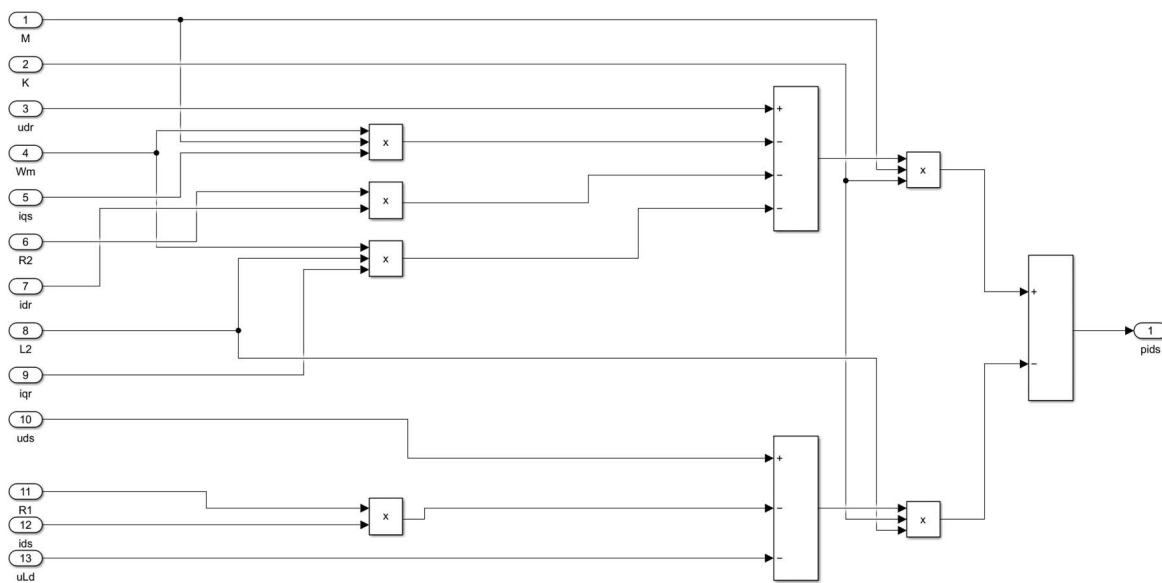 1
M
2
K
3
udr
4
Wm
5
iqs
6
R2
7
idr
8
L2
9
iqr
10
uds
11
R1
12
ids
13
uLd
x
x
x
x
+
−
−
−
+
−
−
x
x
+
−
1
pids